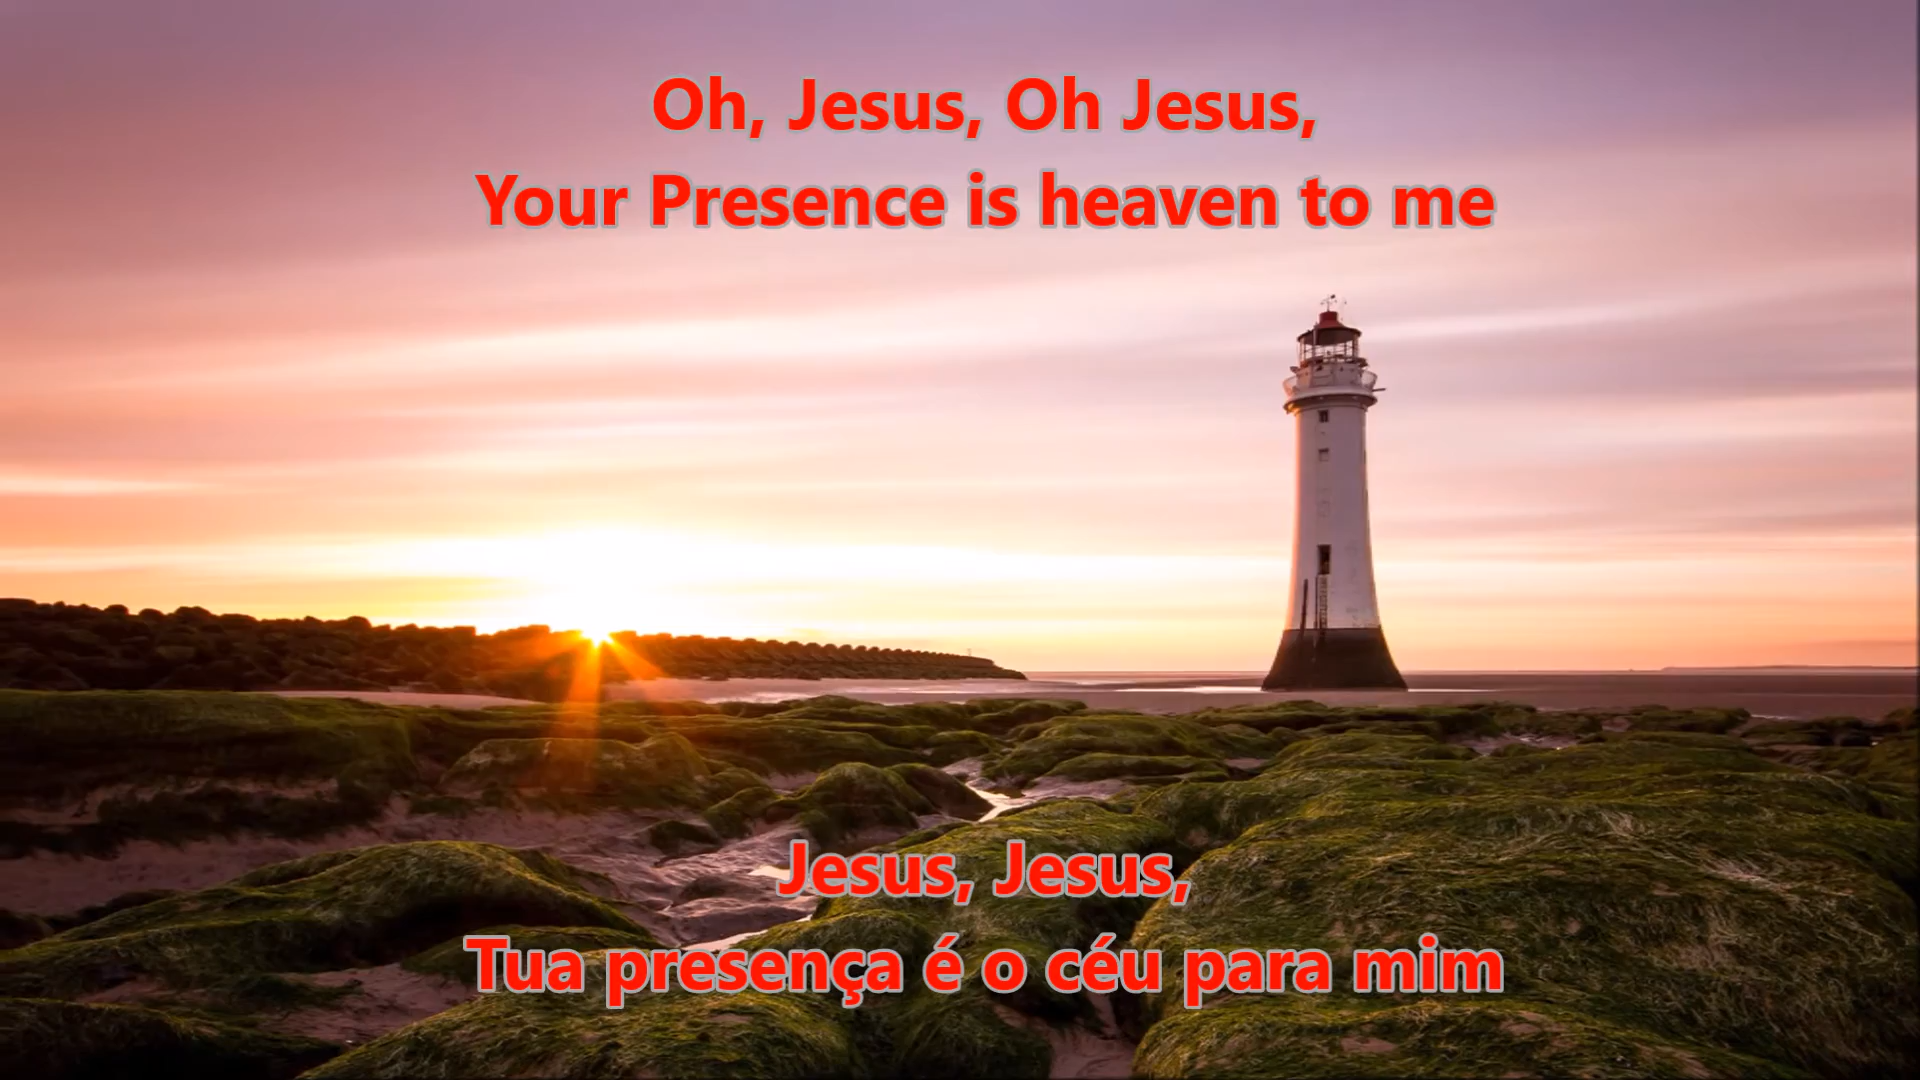 Oh, Jesus, Oh Jesus,
Your Presence is heaven to me
Jesus, Jesus,
Tua presença é o céu para mim